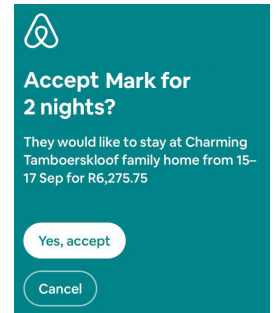 Accept Mark for
2 nights?
They would like to stay at Charming
Tamboerskloof family home from 15–
17 Sep for R6,275.75
Yes, accept
Cancel